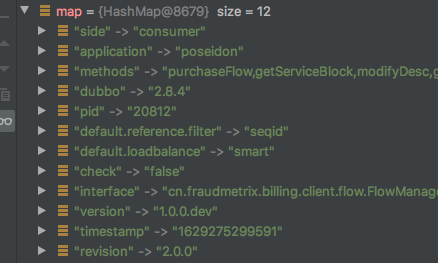 map = {HashMap@8679} size = 12
"side" -> "consumer"
"application" -> "poseidon"
"methods" -> "purchaseFlow,getServiceBlock,modifyDesc,g
"dubbo" -> "2.8.4"
"pid" -> "20812"
"default.reference.filter" -> "seqid"
"default.loadbalance" -> "smart"
"check" -> "false"
"interface" -> "cn.fraudmetrix.billing.client.flow.FlowManage
"version" -> "1.0.0.dev"
"timestamp" -> "1629275299591"
"revision" -> "2.0.0"